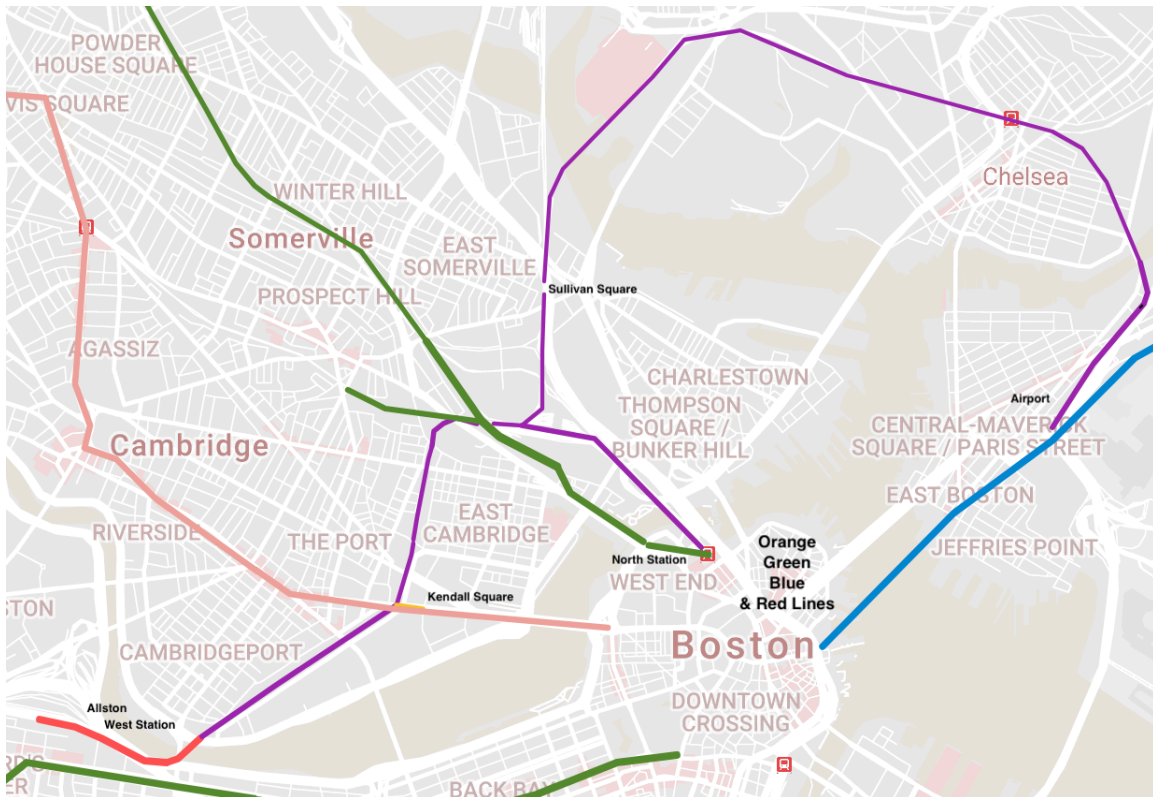 POWDER
HOUSE SQUARE
VIS SQUARE
WINTER HILL
Somerville
EAST
SOMERVILLE
PROSPECT HILL
Chelsea
Sullivan Square
AGASSIZ
CHARLESTOWN
THOMPSON
SQUARE /
BUNKER HILL
Airport
CENTRAL-MAVERICK
SQUARE / PARIS STREET
Cambridge
EAST BOSTON
RIVERSIDE
THE PORT
EAST
CAMBRIDGE
JEFFRIES POINT
Orange
Green
Blue
& Red Lines
North Station
WEST END
Kendall Square
STON
CAMBRIDGEPORT
Boston
Allston
West Station
DOWNTOWN
CROSSING
RD'S
ER
BACK BAY